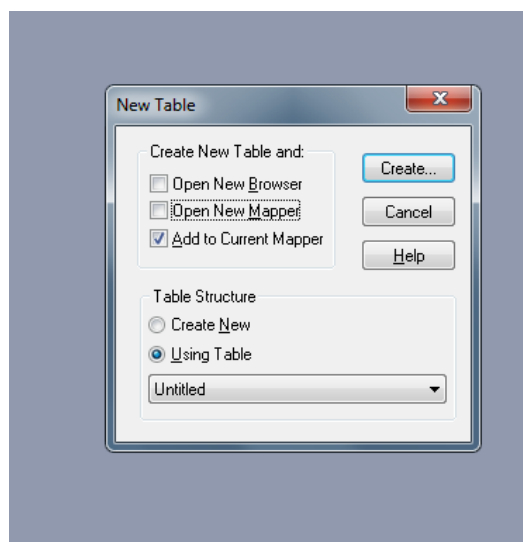 New Table
Create New Table and:
Open New Browser
Open New Mapper
Add to Current Mapper
Create...
Cancel
Help
Table Structure
Create New
Using Table
Untitled